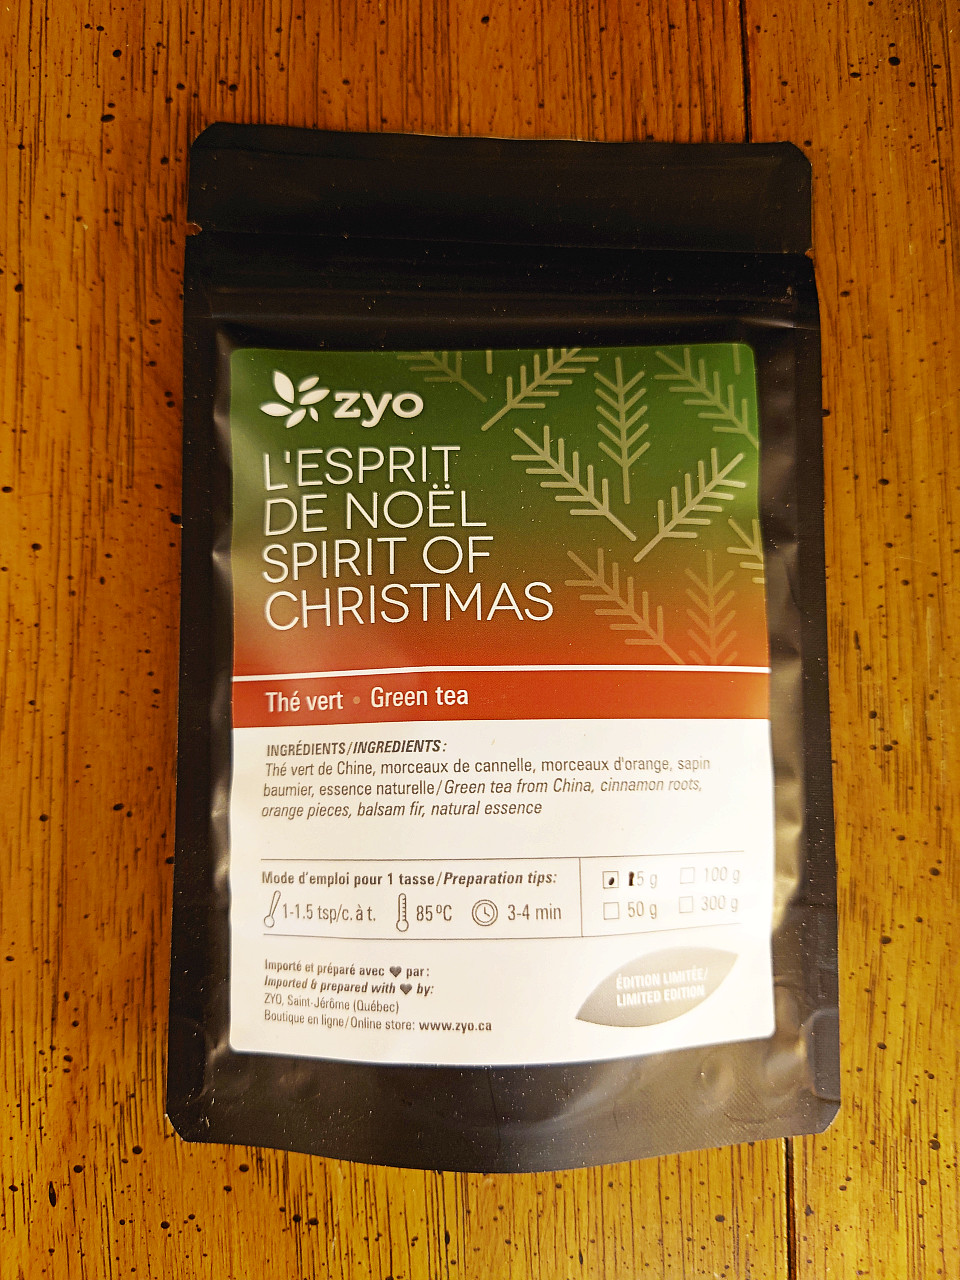 zyo
L'ESPRIT
DE NOËL
SPIRIT OF
CHRISTMAS
Thé vert • Green tea
INGRÉDIENTS/INGREDIENTS:
Thé vert de Chine, morceaux de cannelle, morceaux d'orange, sapin
baumier, essence naturelle/Green tea from China, cinnamon roots,
orange pieces, balsam fir, natural essence
Mode d'emploi pour 1 tasse/Preparation tips:
1-1.5 tsp/c. à t.
85ºC
3-4 min
15 g
100 g
50 g
300 g
Importé et préparé avec ♥ par:
Imported & prepared with ♥ by:
ZYO, Saint-Jérôme (Québec)
Boutique en ligne/Online store: www.zyo.ca
ÉDITION LIMITÉE/
LIMITED EDITION